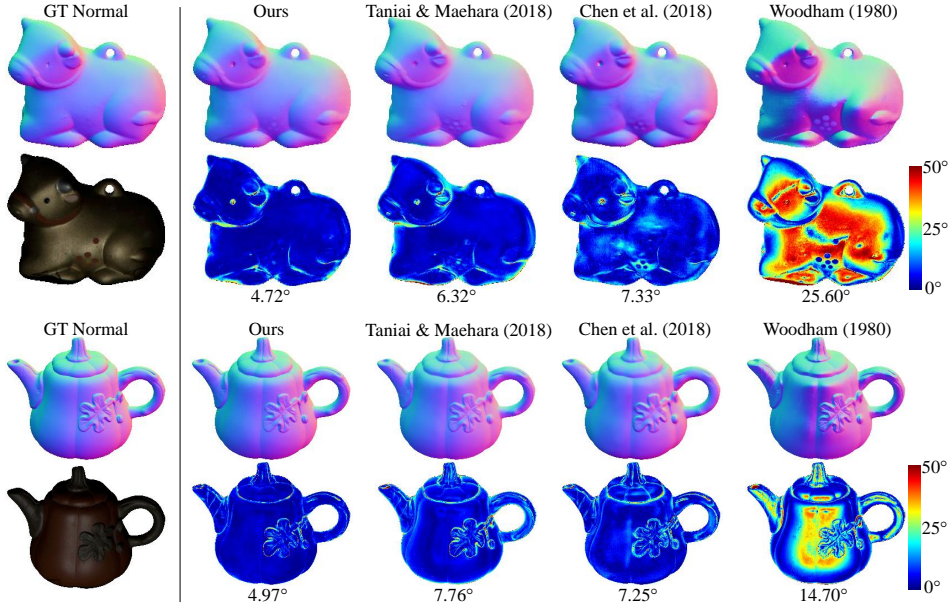 GT Normal Ours Taniai & Maehara (2018) Chen et al. (2018) Woodham (1980)
50°
25°
0°
4.72° 6.32° 7.33° 25.60°
GT Normal Ours Taniai & Maehara (2018) Chen et al. (2018) Woodham (1980)
50°
25°
0°
4.97° 7.76° 7.25° 14.70°